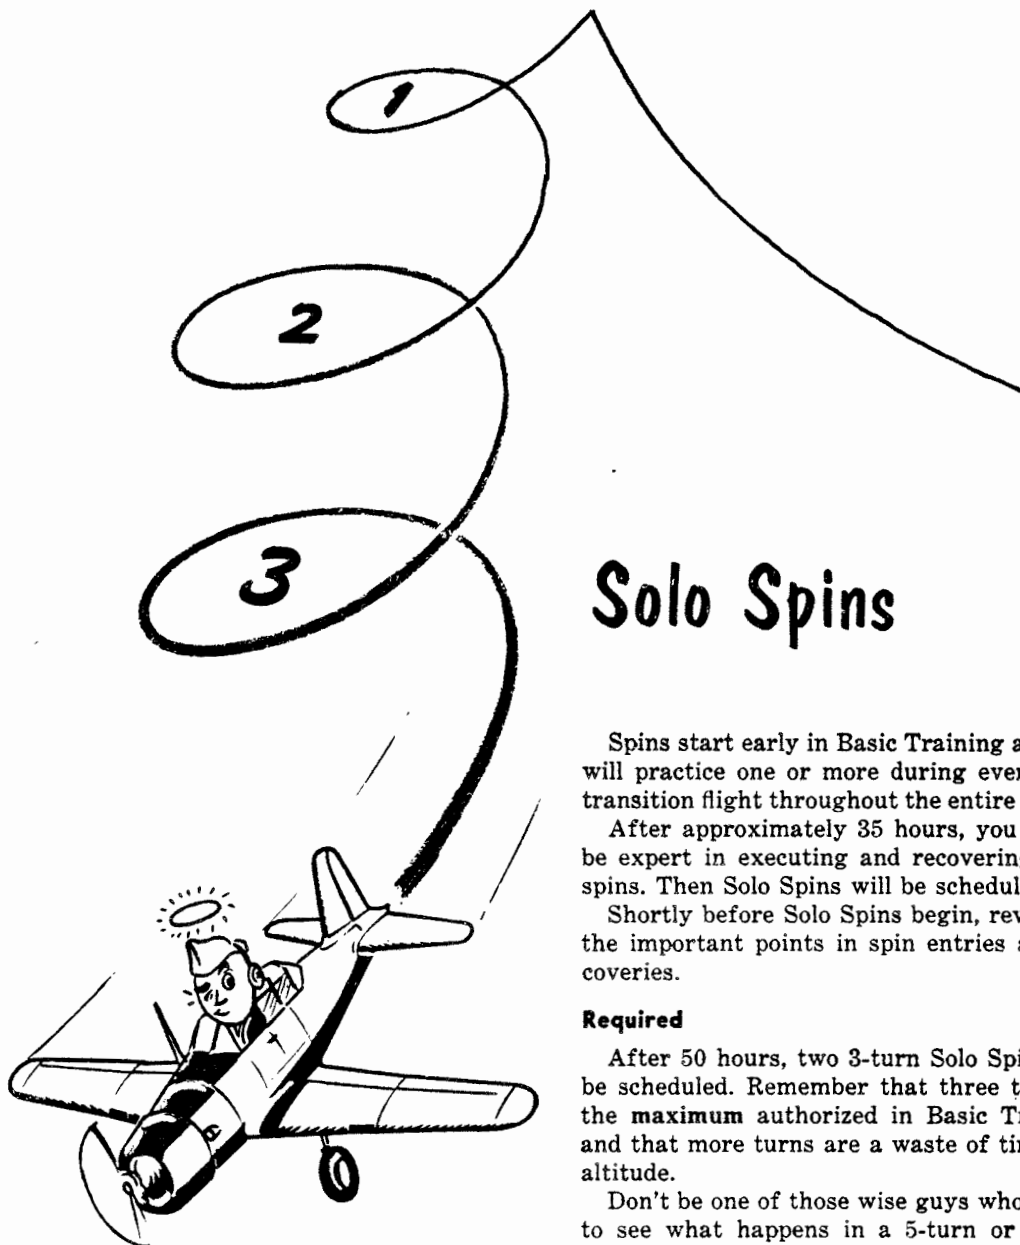 1
2
3
Solo Spins
Spins start early in Basic Training a
will practice one or more during ever
transition flight throughout the entire
After approximately 35 hours, you
be expert in executing and recovering
spins. Then Solo Spins will be schedul
Shortly before Solo Spins begin, rev
the important points in spin entries a
coveries.
Required
After 50 hours, two 3-turn Solo Spi
be scheduled. Remember that three t
the maximum authorized in Basic Tr
and that more turns are a waste of ti
altitude.
Don't be one of those wise guys who
to see what happens in a 5-turn or